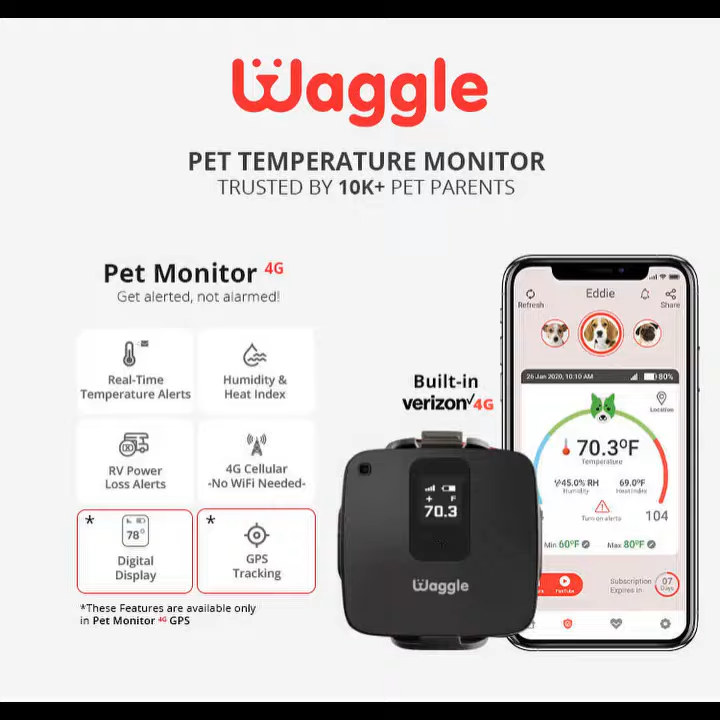 Waggle
PET TEMPERATURE MONITOR
TRUSTED BY 10K+ PET PARENTS
Pet Monitor 4G
Get alerted, not alarmed!
Real-Time
Temperature Alerts
Humidity &
Heat Index
RV Power
Loss Alerts
4G Cellular
-No WiFi Needed-
*
78°
Digital
Display
*
GPS
Tracking
*These Features are available only
in Pet Monitor 4G GPS
Built-in
verizon✓4G
+ F
70.3
Waggle
Eddie
Refresh
Share
26 Jan 2020, 10:10 AM
80%
Location
70.3ºF
Temperature
45.0% RH
Humidity
69.0ºF
Heat Index
Turn on alerts
104
Min 60ºF
Max 80ºF
Subscription
Expires in
07
Days